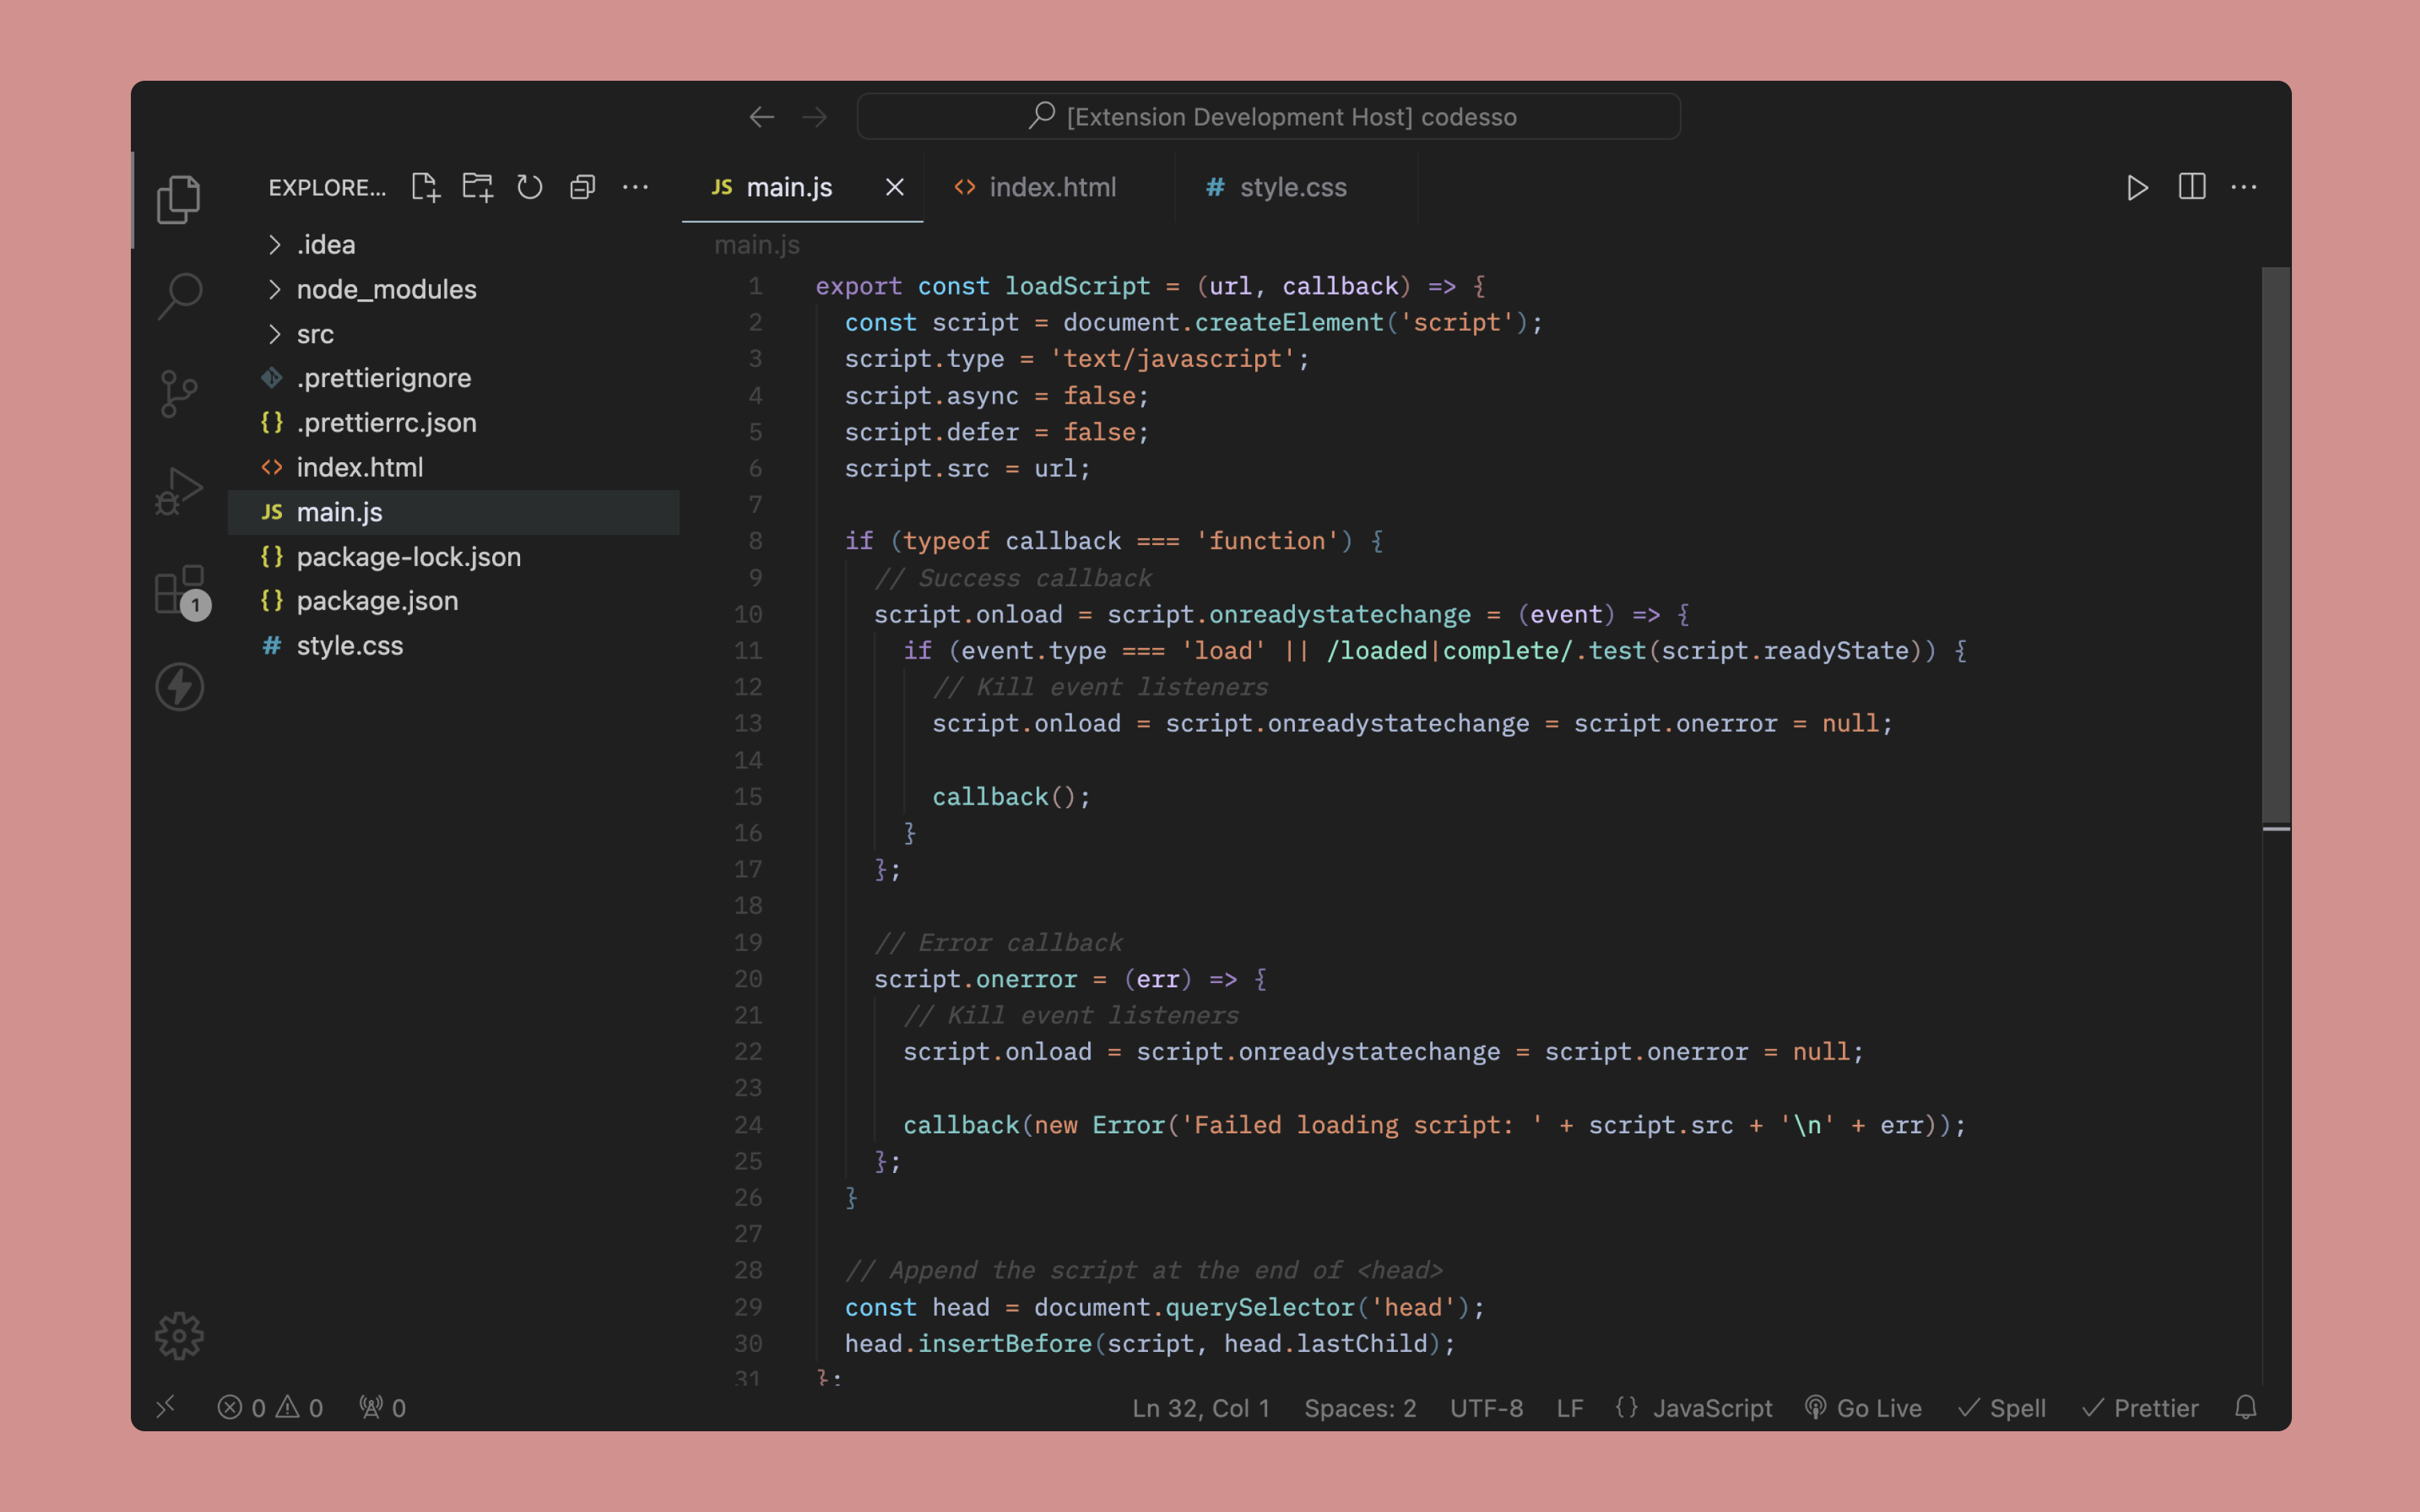 [Extension Development Host] codesso
EXPLORE...
JS main.js
<> index.html
# style.css
.idea
node_modules
src
.prettierignore
{} .prettierrc.json
<> index.html
JS main.js
{} package-lock.json
{} package.json
# style.css
1
main.js
1 export const loadScript = (url, callback) => {
2 const script = document.createElement('script');
3 script.type = 'text/javascript';
4 script.async = false;
5 script.defer = false;
6 script.src = url;
7
8 if (typeof callback === 'function') {
9 // Success callback
10 script.onload = script.onreadystatechange = (event) => {
11 if (event.type === 'load' || /loaded|complete/.test(script.readyState)) {
12 // Kill event listeners
13 script.onload = script.onreadystatechange = script.onerror = null;
14
15 callback();
16 }
17 };
18
19 // Error callback
20 script.onerror = (err) => {
21 // Kill event listeners
22 script.onload = script.onreadystatechange = script.onerror = null;
23
24 callback(new Error('Failed loading script: ' + script.src + '\n' + err));
25 };
26 }
27
28 // Append the script at the end of <head>
29 const head = document.querySelector('head');
30 head.insertBefore(script, head.lastChild);
31 };
0 0 0 Ln 32, Col 1 Spaces: 2 UTF-8 LF {} JavaScript Go Live Spell Prettier